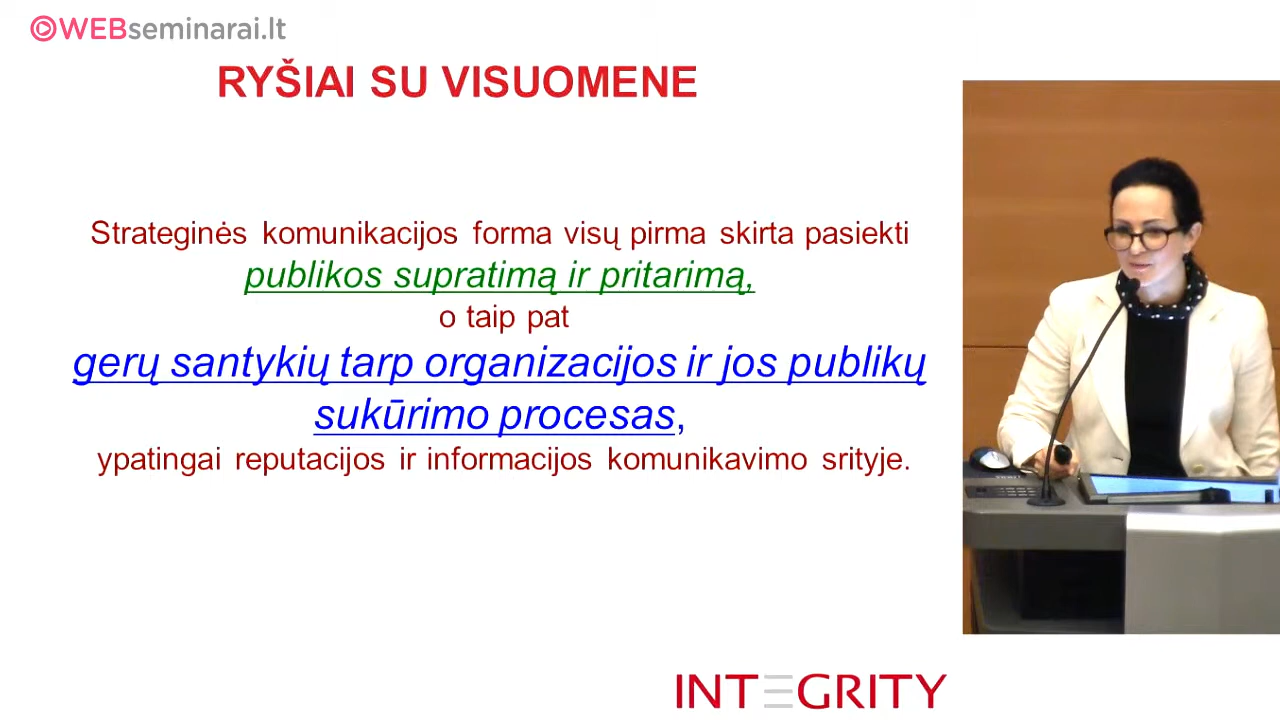 WEBseminarai.lt
RYŠIAI SU VISUOMENE
Strateginės komunikacijos forma visų pirma skirta pasiekti
publikos supratimą ir pritarimą,
o taip pat
gerų santykių tarp organizacijos ir jos publikų
sukūrimo procesas,
ypatingai reputacijos ir informacijos komunikavimo srityje.
INTEGRITY